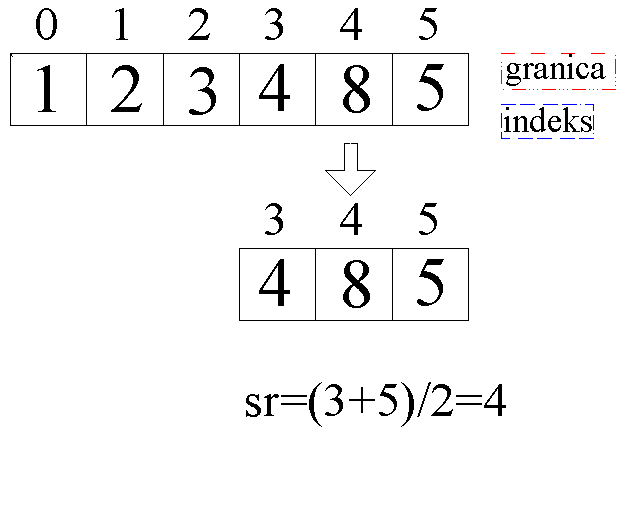 0 1 2 3 4 5
1 2 3 4 8 5
granica
indeks
3 4 5
4 8 5
sr=(3+5)/2=4